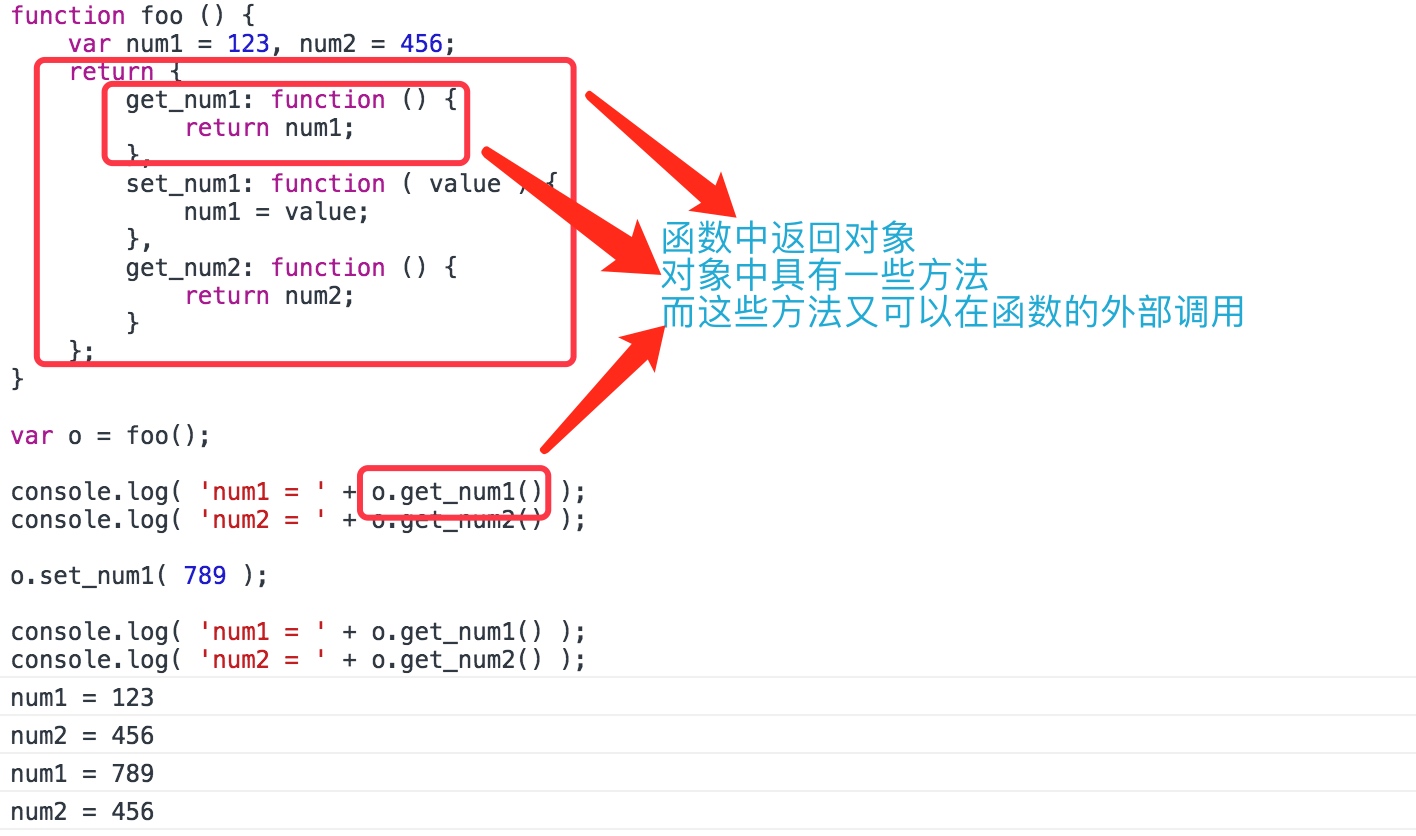 function foo () {
    var num1 = 123, num2 = 456;
    return {
        get_num1: function () {
            return num1;
        },
        set_num1: function ( value ) {
            num1 = value;
        },
        get_num2: function () {
            return num2;
        }
    };
}
函数中返回对象
对象中具有一些方法
而这些方法又可以在函数的外部调用
var o = foo();
console.log( 'num1 = ' + o.get_num1() );
console.log( 'num2 = ' + o.get_num2() );
o.set_num1( 789 );
console.log( 'num1 = ' + o.get_num1() );
console.log( 'num2 = ' + o.get_num2() );
num1 = 123
num2 = 456
num1 = 789
num2 = 456